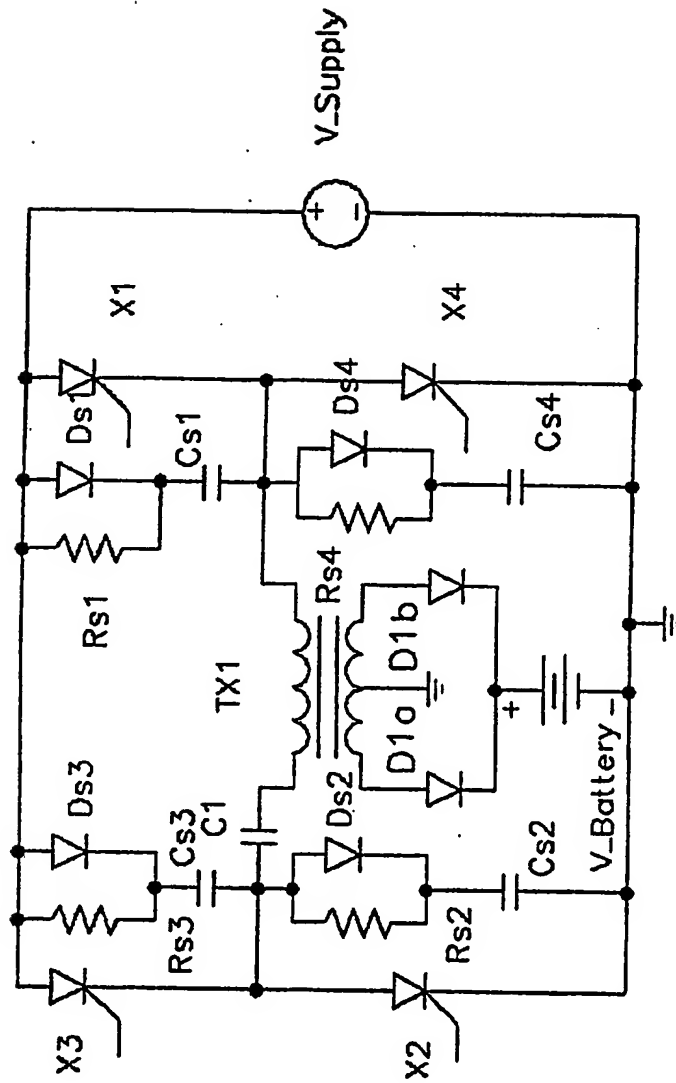 V_Supply
+
–
X1
X4
Ds1
Ds4
Cs1
Cs4
Rs1
Rs4
TX1
D1b
D1a
+
V_Battery –
Ds3
Ds2
Cs3
C1
Cs2
Rs3
Rs2
X3
X2